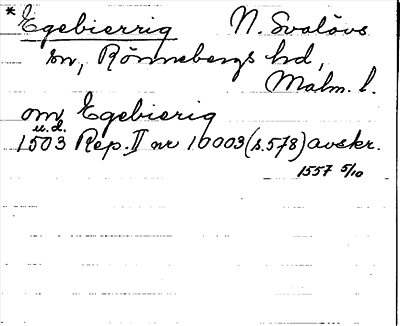 * Egebierrig N. Svalövs
sn, Rönnebergs hd,
Malm. l.
om Egebierig
u.d.
1503 Rep. II nr 10003 (s. 578) avskr.
1557 5/10